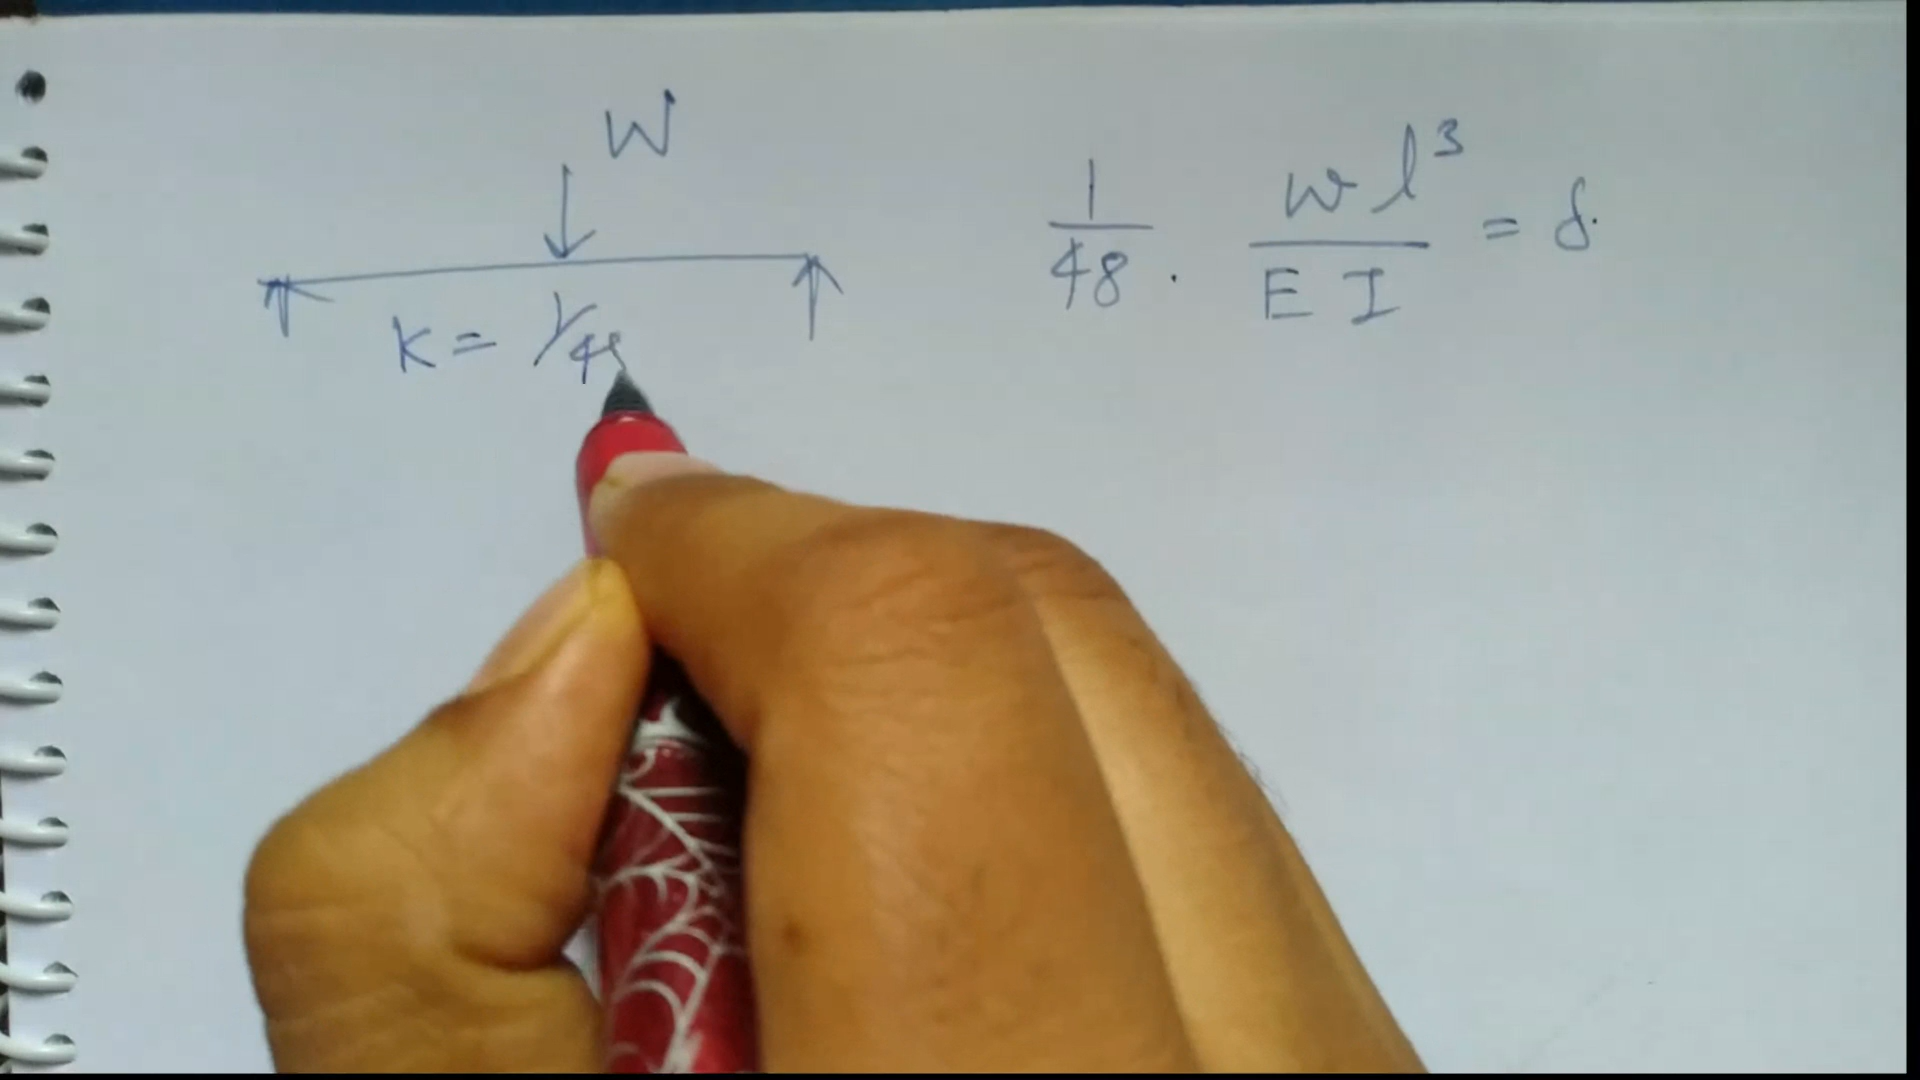 W
K = 1/48
1/48 . Wl³/EI = δ.